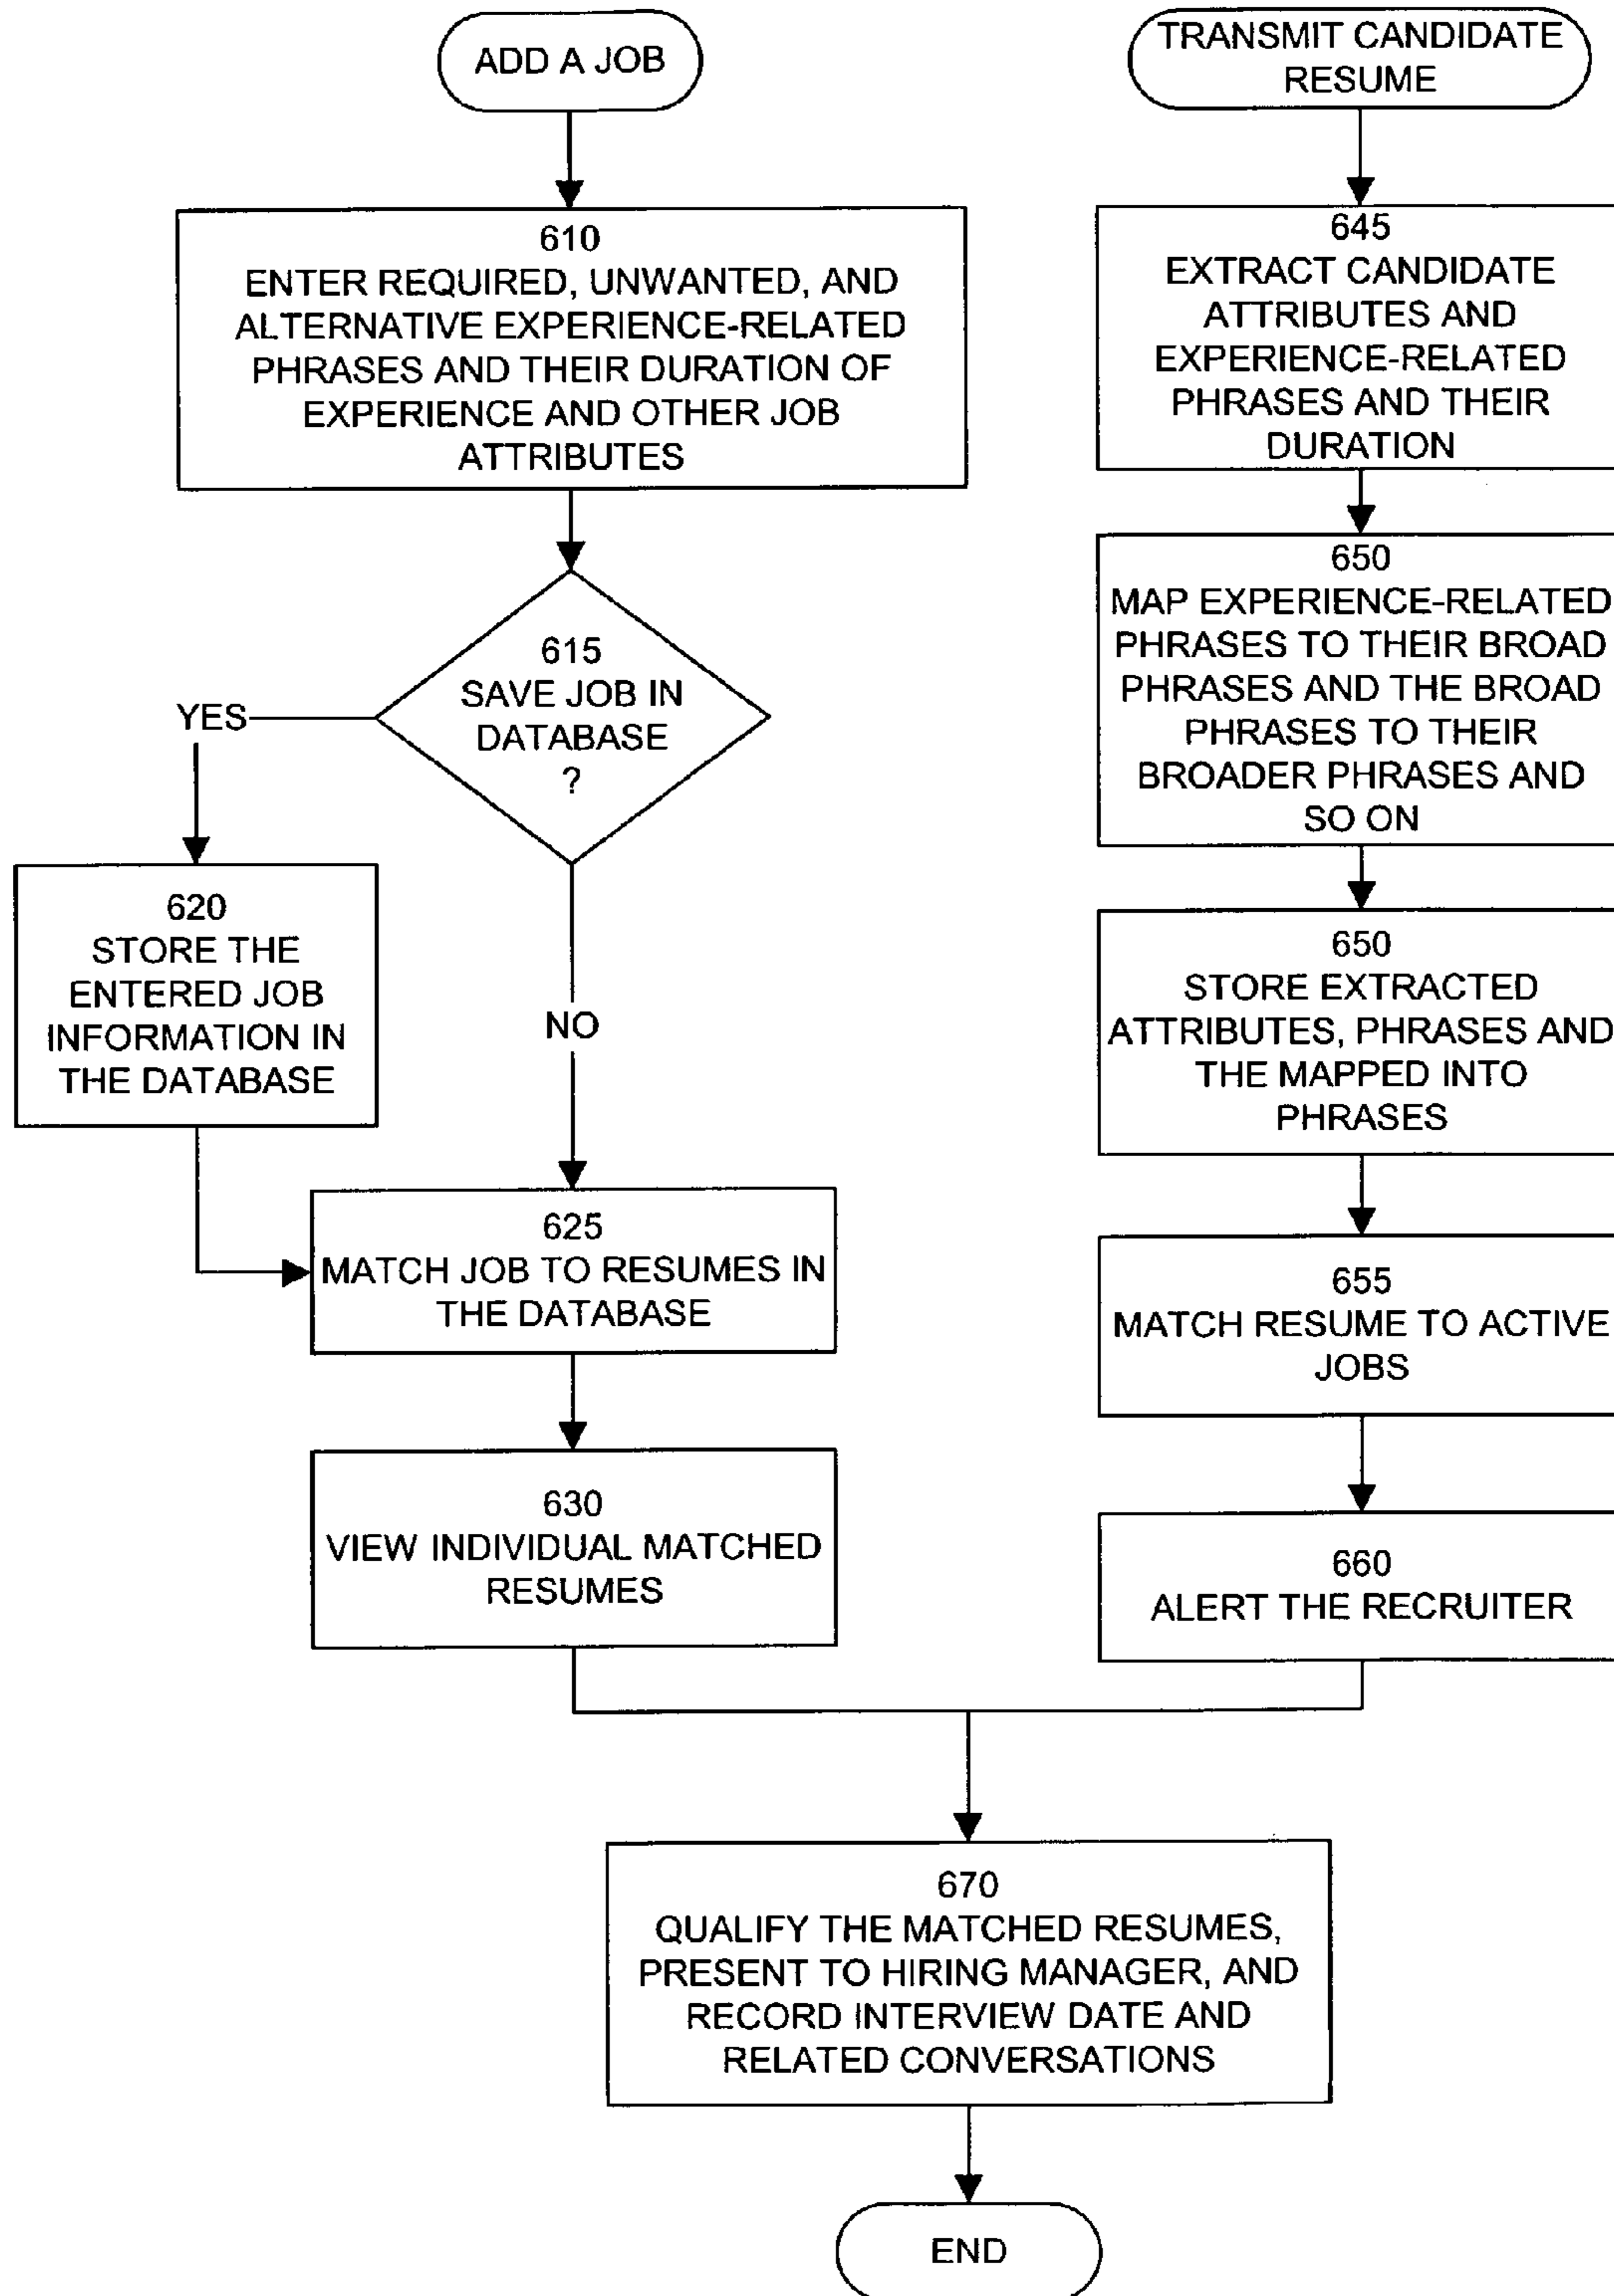 ADD A JOB
610
ENTER REQUIRED, UNWANTED, AND
ALTERNATIVE EXPERIENCE-RELATED
PHRASES AND THEIR DURATION OF
EXPERIENCE AND OTHER JOB
ATTRIBUTES
615
SAVE JOB IN
DATABASE
?
YES
620
STORE THE
ENTERED JOB
INFORMATION IN
THE DATABASE
NO
625
MATCH JOB TO RESUMES IN
THE DATABASE
630
VIEW INDIVIDUAL MATCHED
RESUMES
TRANSMIT CANDIDATE
RESUME
645
EXTRACT CANDIDATE
ATTRIBUTES AND
EXPERIENCE-RELATED
PHRASES AND THEIR
DURATION
650
MAP EXPERIENCE-RELATED
PHRASES TO THEIR BROAD
PHRASES AND THE BROAD
PHRASES TO THEIR
BROADER PHRASES AND
SO ON
650
STORE EXTRACTED
ATTRIBUTES, PHRASES AND
THE MAPPED INTO
PHRASES
655
MATCH RESUME TO ACTIVE
JOBS
660
ALERT THE RECRUITER
670
QUALIFY THE MATCHED RESUMES,
PRESENT TO HIRING MANAGER, AND
RECORD INTERVIEW DATE AND
RELATED CONVERSATIONS
END